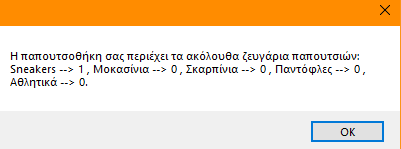 Η παπουτσοθήκη σας περιέχει τα ακόλουθα ζευγάρια παπουτσιών:
Sneakers --> 1 , Μοκασίνια --> 0 , Σκαρπίνια --> 0 , Παντόφλες --> 0 ,
Αθλητικά --> 0.
OK